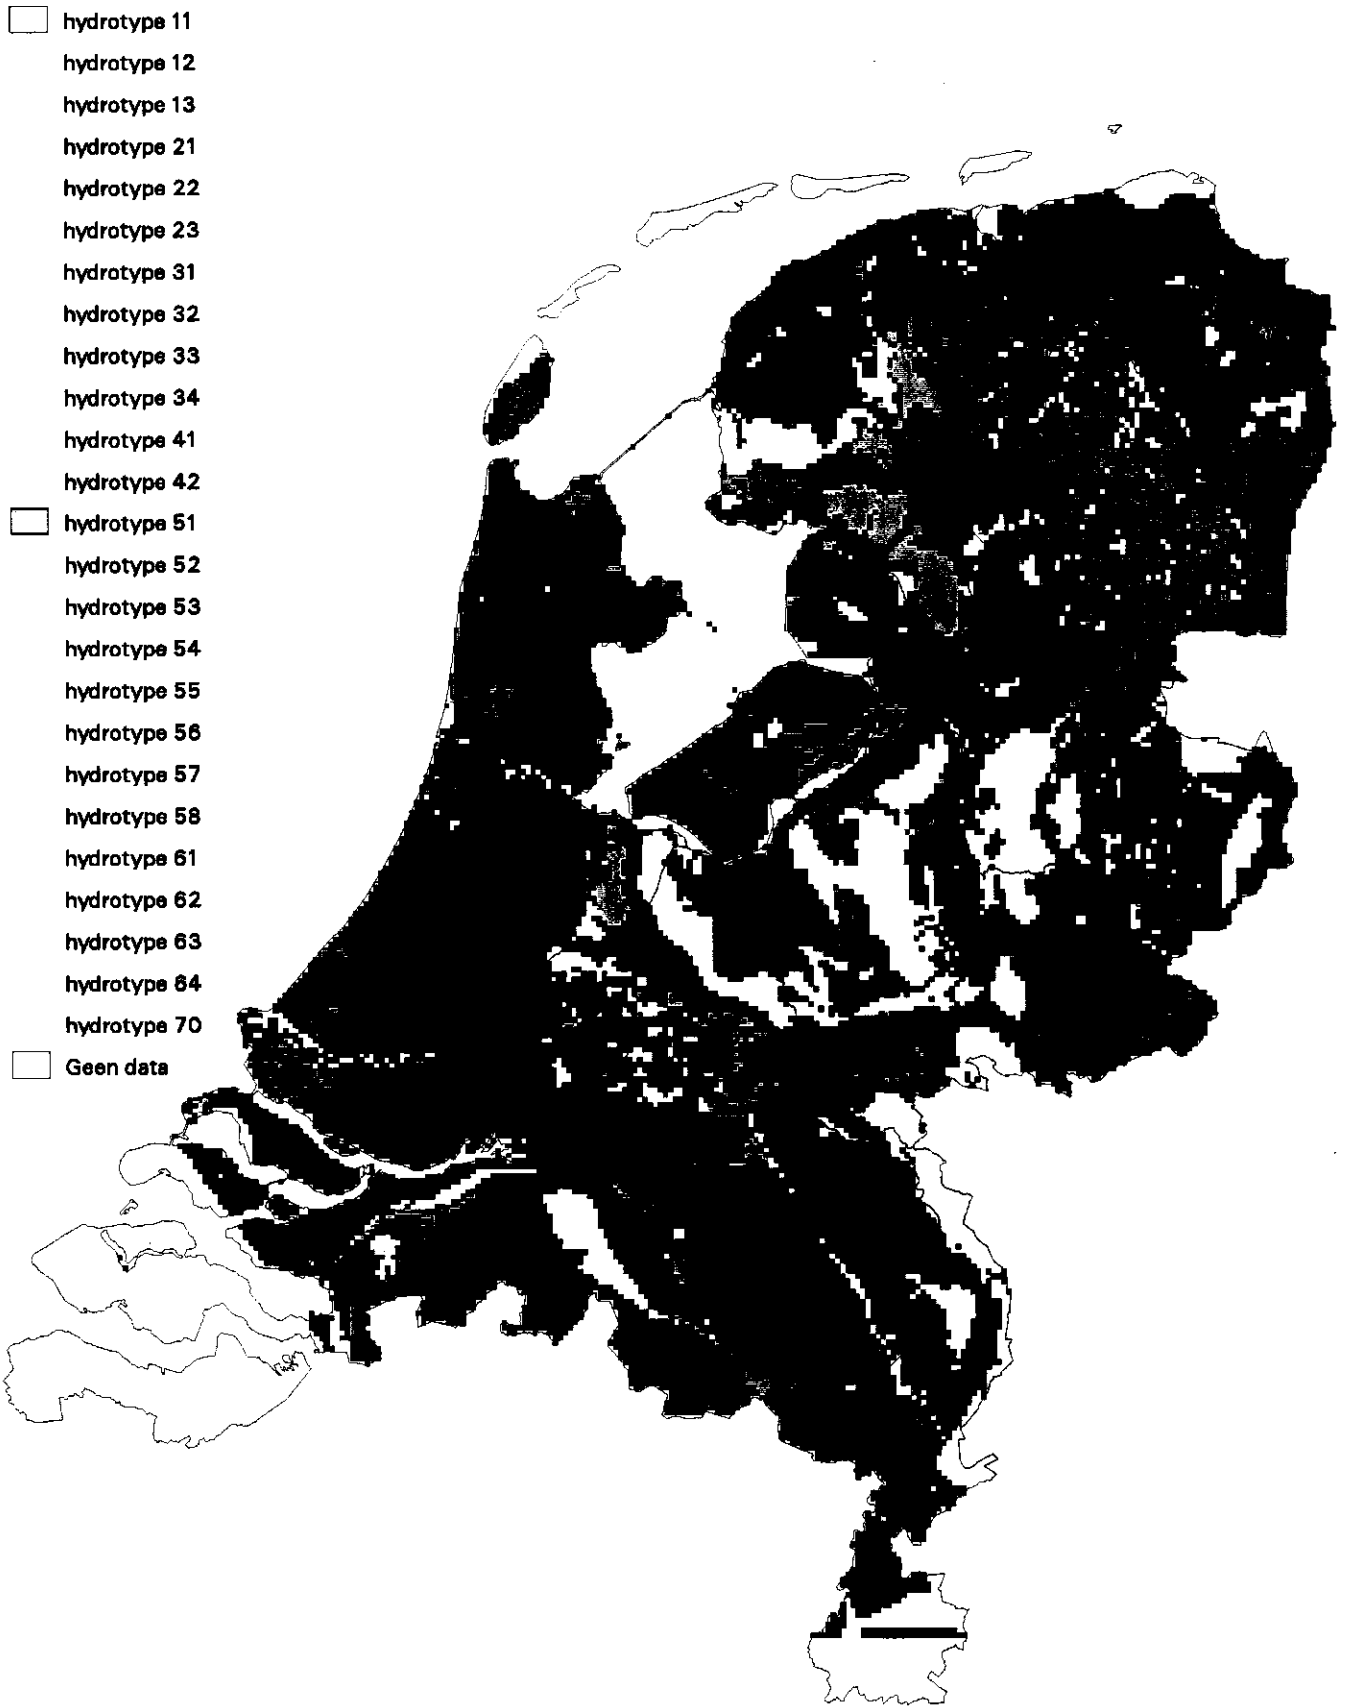 hydrotype 11
hydrotype 12
hydrotype 13
hydrotype 21
hydrotype 22
hydrotype 23
hydrotype 31
hydrotype 32
hydrotype 33
hydrotype 34
hydrotype 41
hydrotype 42
hydrotype 51
hydrotype 52
hydrotype 53
hydrotype 54
hydrotype 55
hydrotype 56
hydrotype 57
hydrotype 58
hydrotype 61
hydrotype 62
hydrotype 63
hydrotype 64
hydrotype 70
Geen data